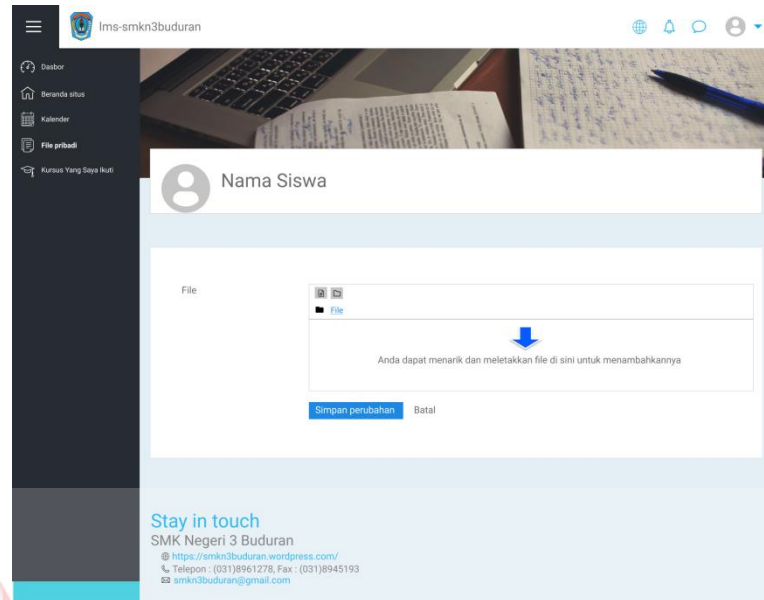 lms-smkn3buduran
Dasbor
Beranda situs
Kalender
File pribadi
Kursus Yang Saya Ikuti
Nama Siswa
File
File
Anda dapat menarik dan meletakkan file di sini untuk menambahkannya
Simpan perubahan Batal
Stay in touch
SMK Negeri 3 Buduran
https://smkn3buduran.wordpress.com/
Telepon : (031)8961278, Fax : (031)8945193
smkn3buduran@gmail.com